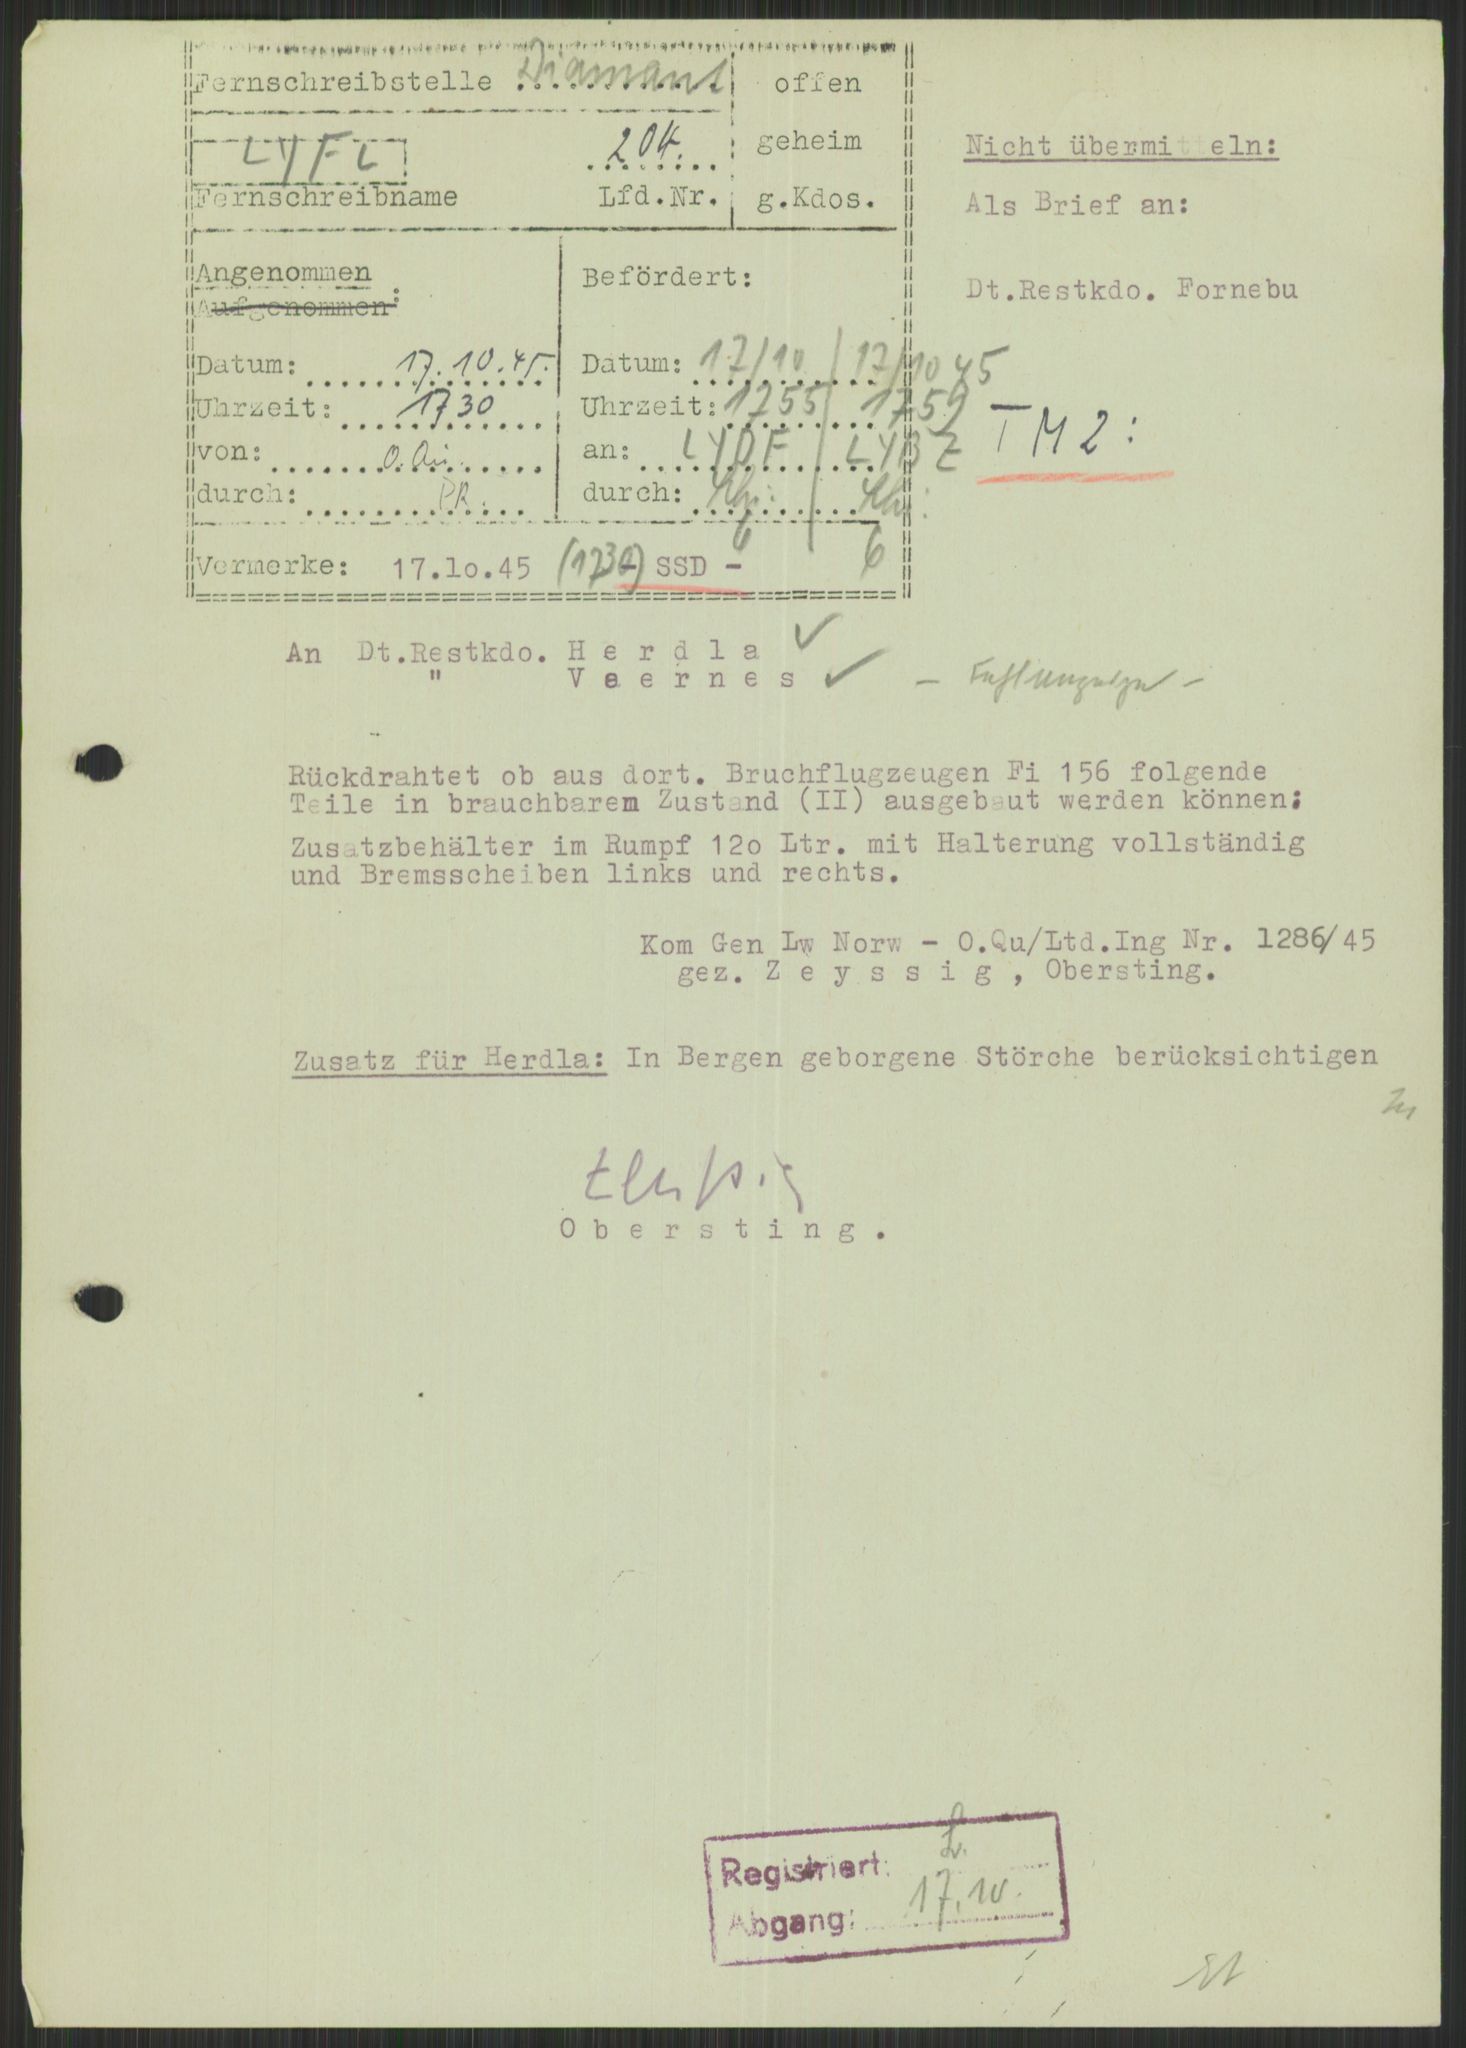 Fernschreibstelle Diamant offen
LYFL 204. geheim
Fernschreibname Lfd.Nr. g.Kdos.
Nicht übermitteln:
Als Brief an:
Dt.Restkdo. Fornebu
Angenommen
Aufgenommen:
Datum: 17.10.45.
Uhrzeit: 1730
von: O.Qu.
durch: PR.
Befördert:
Datum: 17/10 / 17/10 45
Uhrzeit: 1755 / 1759
an: LYDF / LYBZ
durch:
TM2:
Vermerke: 17.1o.45 (1730) SSD -
An Dt.Restkdo. H e r d l a ✓
" V a e r n e s ✓
Rückdrahtet ob aus dort. Bruchflugzeugen Fi 156 folgende
Teile in brauchbarem Zustand (II) ausgebaut werden können:
Zusatzbehälter im Rumpf 12o Ltr. mit Halterung vollständig
und Bremsscheiben links und rechts.
Kom Gen Lw Norw - O.Qu/Ltd.Ing Nr. 1286/45
gez. Z e y s s i g , Obersting.
Zusatz für Herdla: In Bergen geborgene Störche berücksichtigen
Zeyssig
O b e r s t i n g .
Registriert:
Abgang: 17.10.